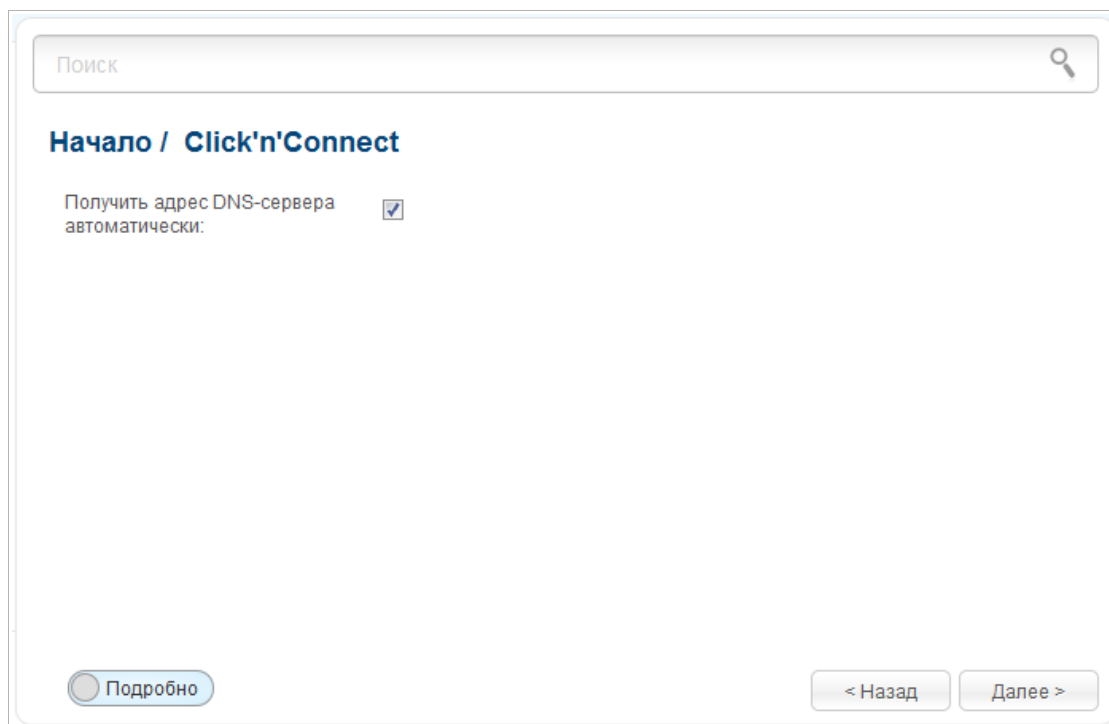 Поиск
Начало / Click'n'Connect
Получить адрес DNS-сервера
автоматически:
Подробно
< Назад
Далее >